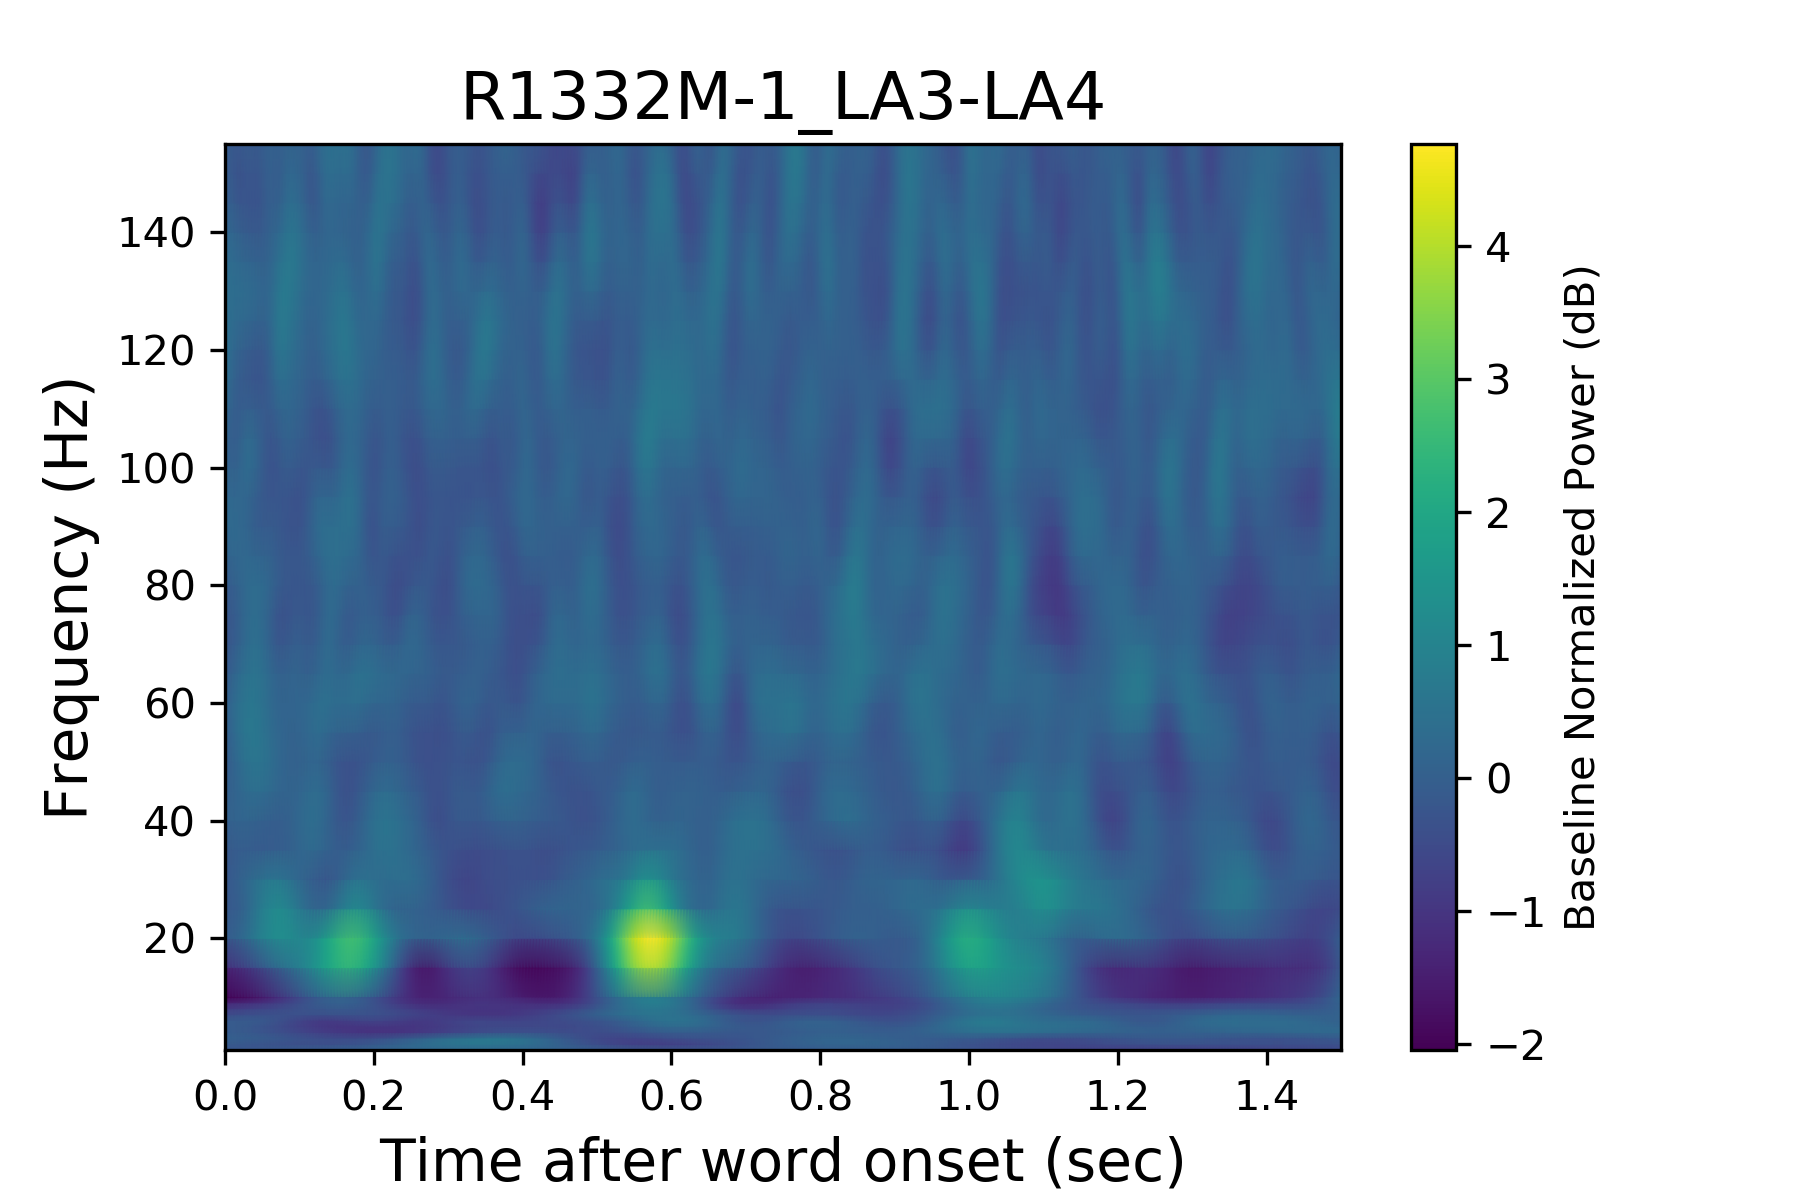 R1332M-1_LA3-LA4
Frequency (Hz)
140
120
100
80
60
40
20
0.0 0.2 0.4 0.6 0.8 1.0 1.2 1.4
Time after word onset (sec)
4
3
2
1
0
−1
−2
Baseline Normalized Power (dB)